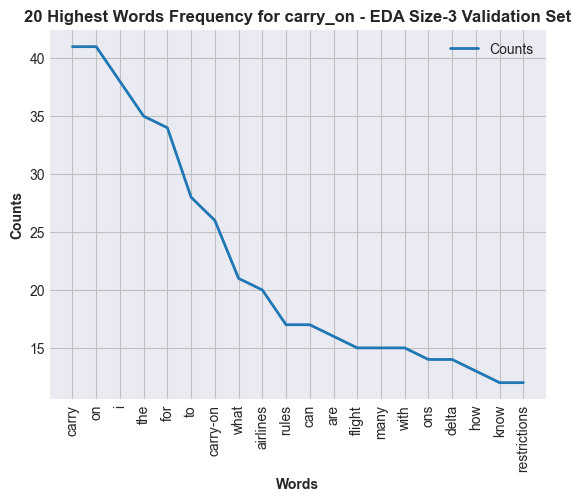 20 Highest Words Frequency for carry_on - EDA Size-3 Validation Set
Counts
Counts
40
35
30
25
20
15
carry
on
i
the
for
to
carry-on
what
airlines
rules
can
are
flight
many
with
ons
delta
how
know
restrictions
Words